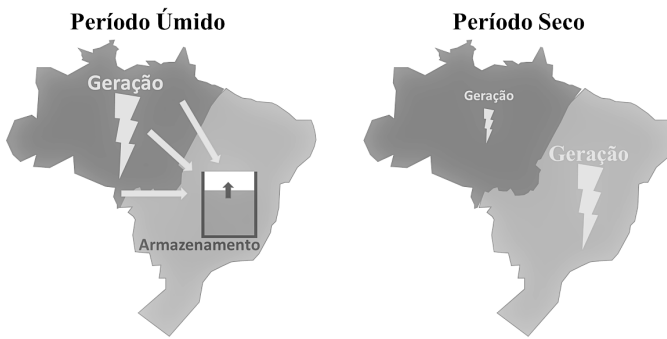 Período Úmido
Geração
Armazenamento
Período Seco
Geração
Geração